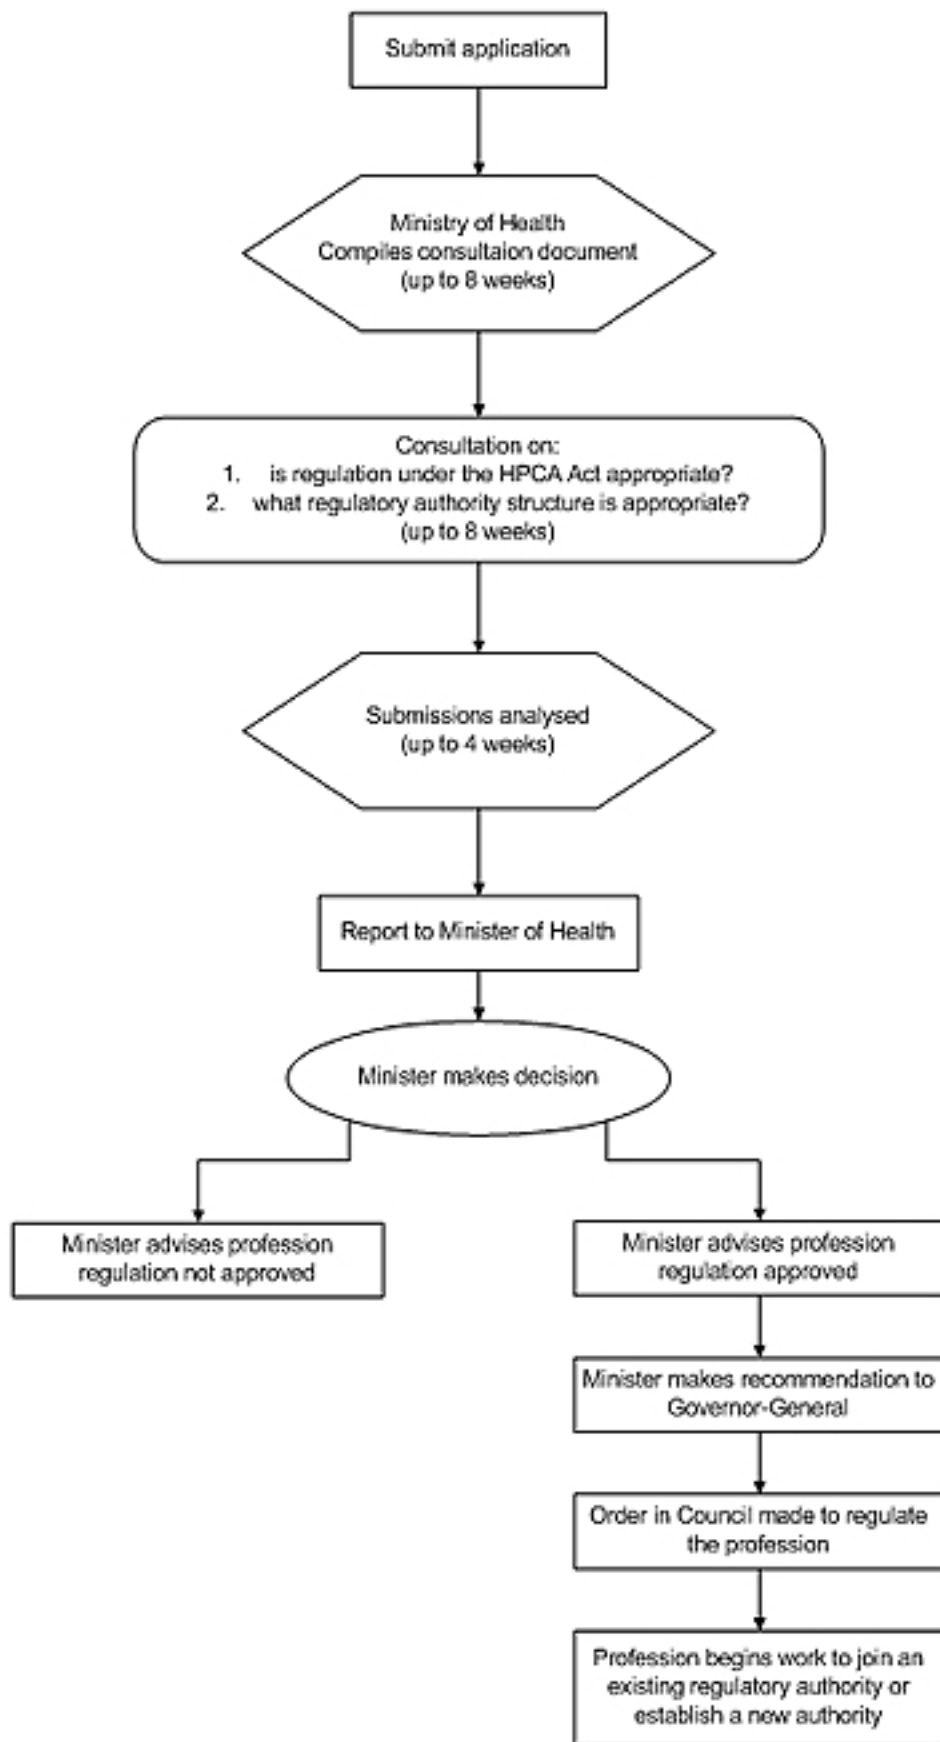 Submit application
Ministry of Health
Compiles consultaion document
(up to 8 weeks)
Consultation on:
1. is regulation under the HPCA Act appropriate?
2. what regulatory authority structure is appropriate?
(up to 8 weeks)
Submissions analysed
(up to 4 weeks)
Report to Minister of Health
Minister makes decision
Minister advises profession
regulation not approved
Minister advises profession
regulation approved
Minister makes recommendation to
Governor-General
Order in Council made to regulate
the profession
Profession begins work to join an
existing regulatory authority or
establish a new authority